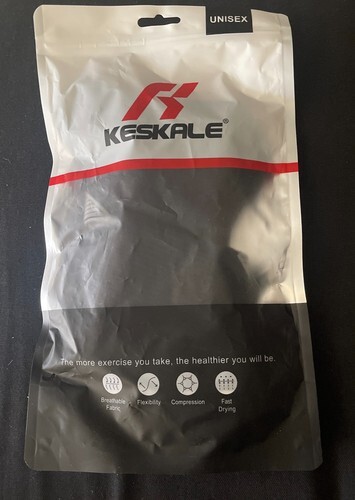 UNISEX
KESKALE®
The more exercise you take, the healthier you will be.
Breathable Fabric
Flexibility
Compression
Fast Drying